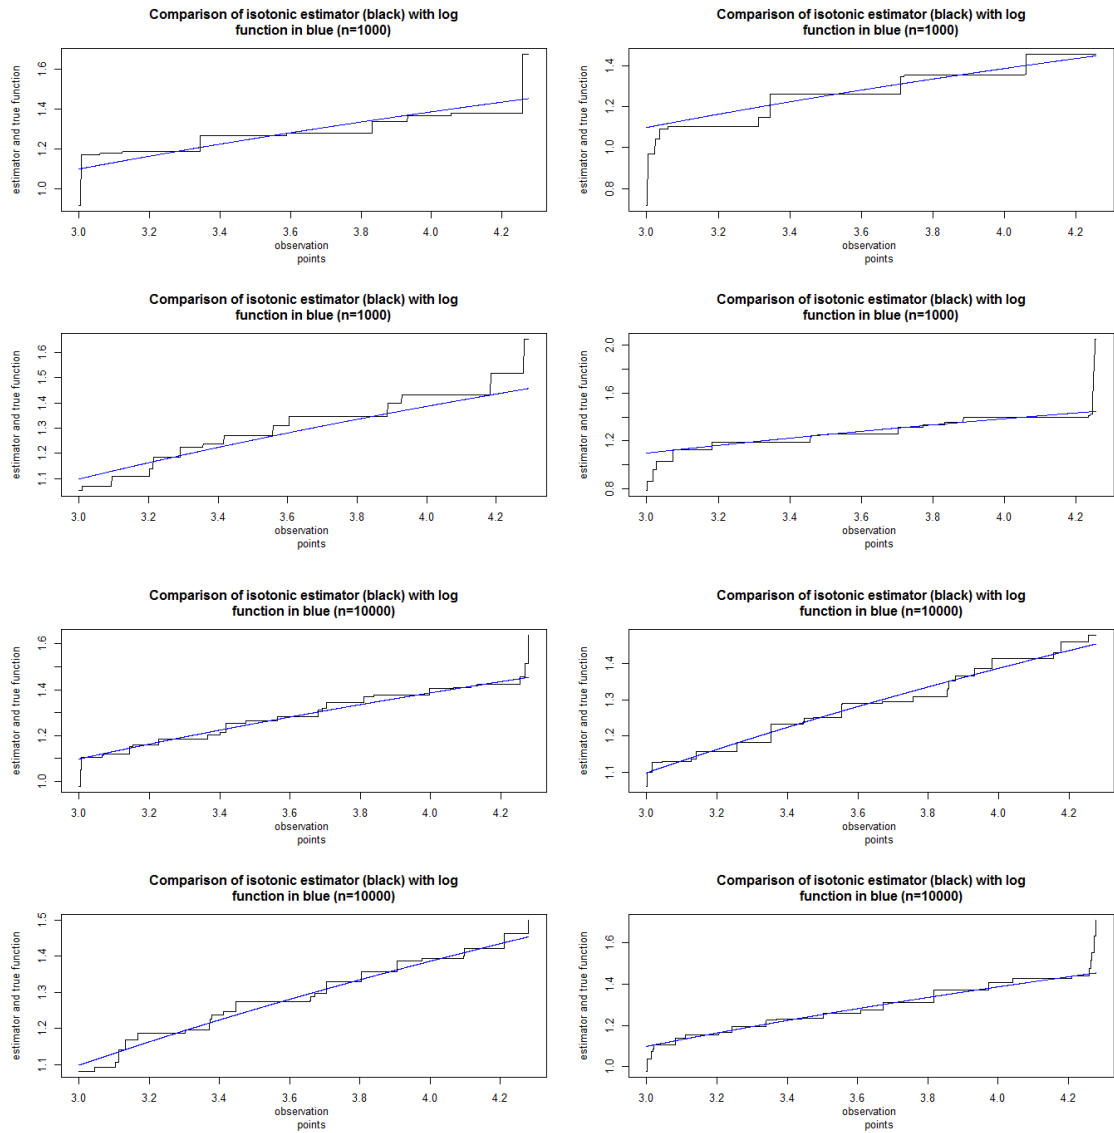 Comparison of isotonic estimator (black) with log
function in blue (n=1000)
estimator and true function
1.6
1.4
1.2
1.0
3.0 3.2 3.4 3.6 3.8 4.0 4.2
observation
points
Comparison of isotonic estimator (black) with log
function in blue (n=1000)
estimator and true function
1.4
1.2
1.0
0.8
3.0 3.2 3.4 3.6 3.8 4.0 4.2
observation
points
Comparison of isotonic estimator (black) with log
function in blue (n=1000)
estimator and true function
1.6
1.5
1.4
1.3
1.2
1.1
3.0 3.2 3.4 3.6 3.8 4.0 4.2
observation
points
Comparison of isotonic estimator (black) with log
function in blue (n=1000)
estimator and true function
2.0
1.6
1.2
0.8
3.0 3.2 3.4 3.6 3.8 4.0 4.2
observation
points
Comparison of isotonic estimator (black) with log
function in blue (n=10000)
estimator and true function
1.6
1.4
1.2
1.0
3.0 3.2 3.4 3.6 3.8 4.0 4.2
observation
points
Comparison of isotonic estimator (black) with log
function in blue (n=10000)
estimator and true function
1.4
1.3
1.2
1.1
3.0 3.2 3.4 3.6 3.8 4.0 4.2
observation
points
Comparison of isotonic estimator (black) with log
function in blue (n=10000)
estimator and true function
1.5
1.4
1.3
1.2
1.1
3.0 3.2 3.4 3.6 3.8 4.0 4.2
observation
points
Comparison of isotonic estimator (black) with log
function in blue (n=10000)
estimator and true function
1.6
1.4
1.2
1.0
3.0 3.2 3.4 3.6 3.8 4.0 4.2
observation
points